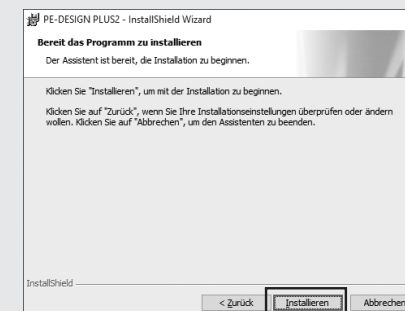 PE-DESIGN PLUS2 - InstallShield Wizard
Bereit das Programm zu installieren
Der Assistent ist bereit, die Installation zu beginnen.
Klicken Sie "Installieren", um mit der Installation zu beginnen.
Klicken Sie auf "Zurück", wenn Sie Ihre Installationseinstellungen überprüfen oder ändern
wollen. Klicken Sie auf "Abbrechen", um den Assistenten zu beenden.
InstallShield
< Zurück Installieren Abbrechen